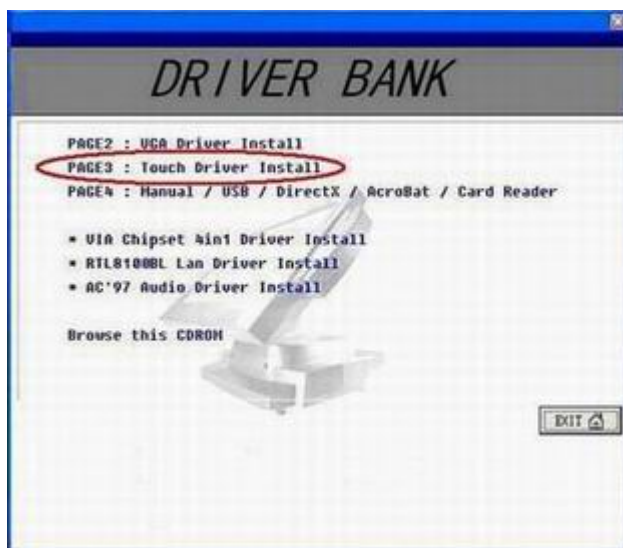 DRIVER BANK
PAGE2 : VGA Driver Install
PAGE3 : Touch Driver Install
PAGE4 : Manual / USB / DirectX / AcroBat / Card Reader
• VIA Chipset 4in1 Driver Install
• RTL8100BL Lan Driver Install
• AC'97 Audio Driver Install
Browse this CDROM
EXIT